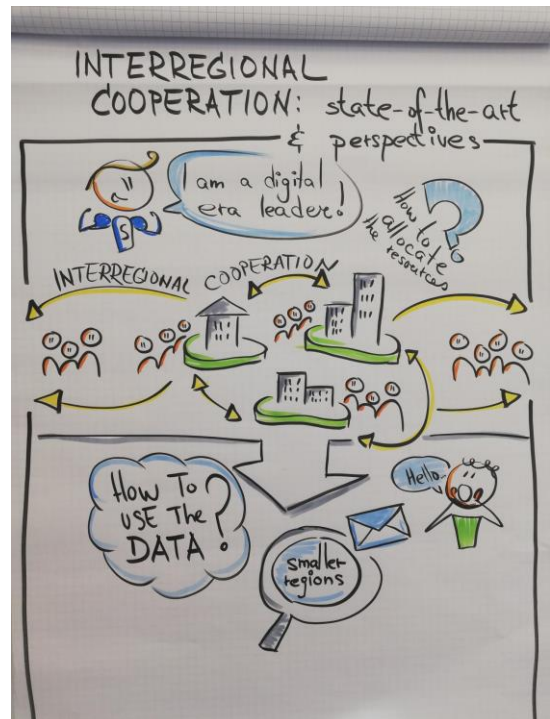 INTERREGIONAL
COOPERATION: state-of-the-art
& perspectives
I am a digital
era leader!
How to
allocate
the resources
?
S
INTERREGIONAL COOPERATION
HOW TO
USE THE
DATA?
Hello..
smaller
regions